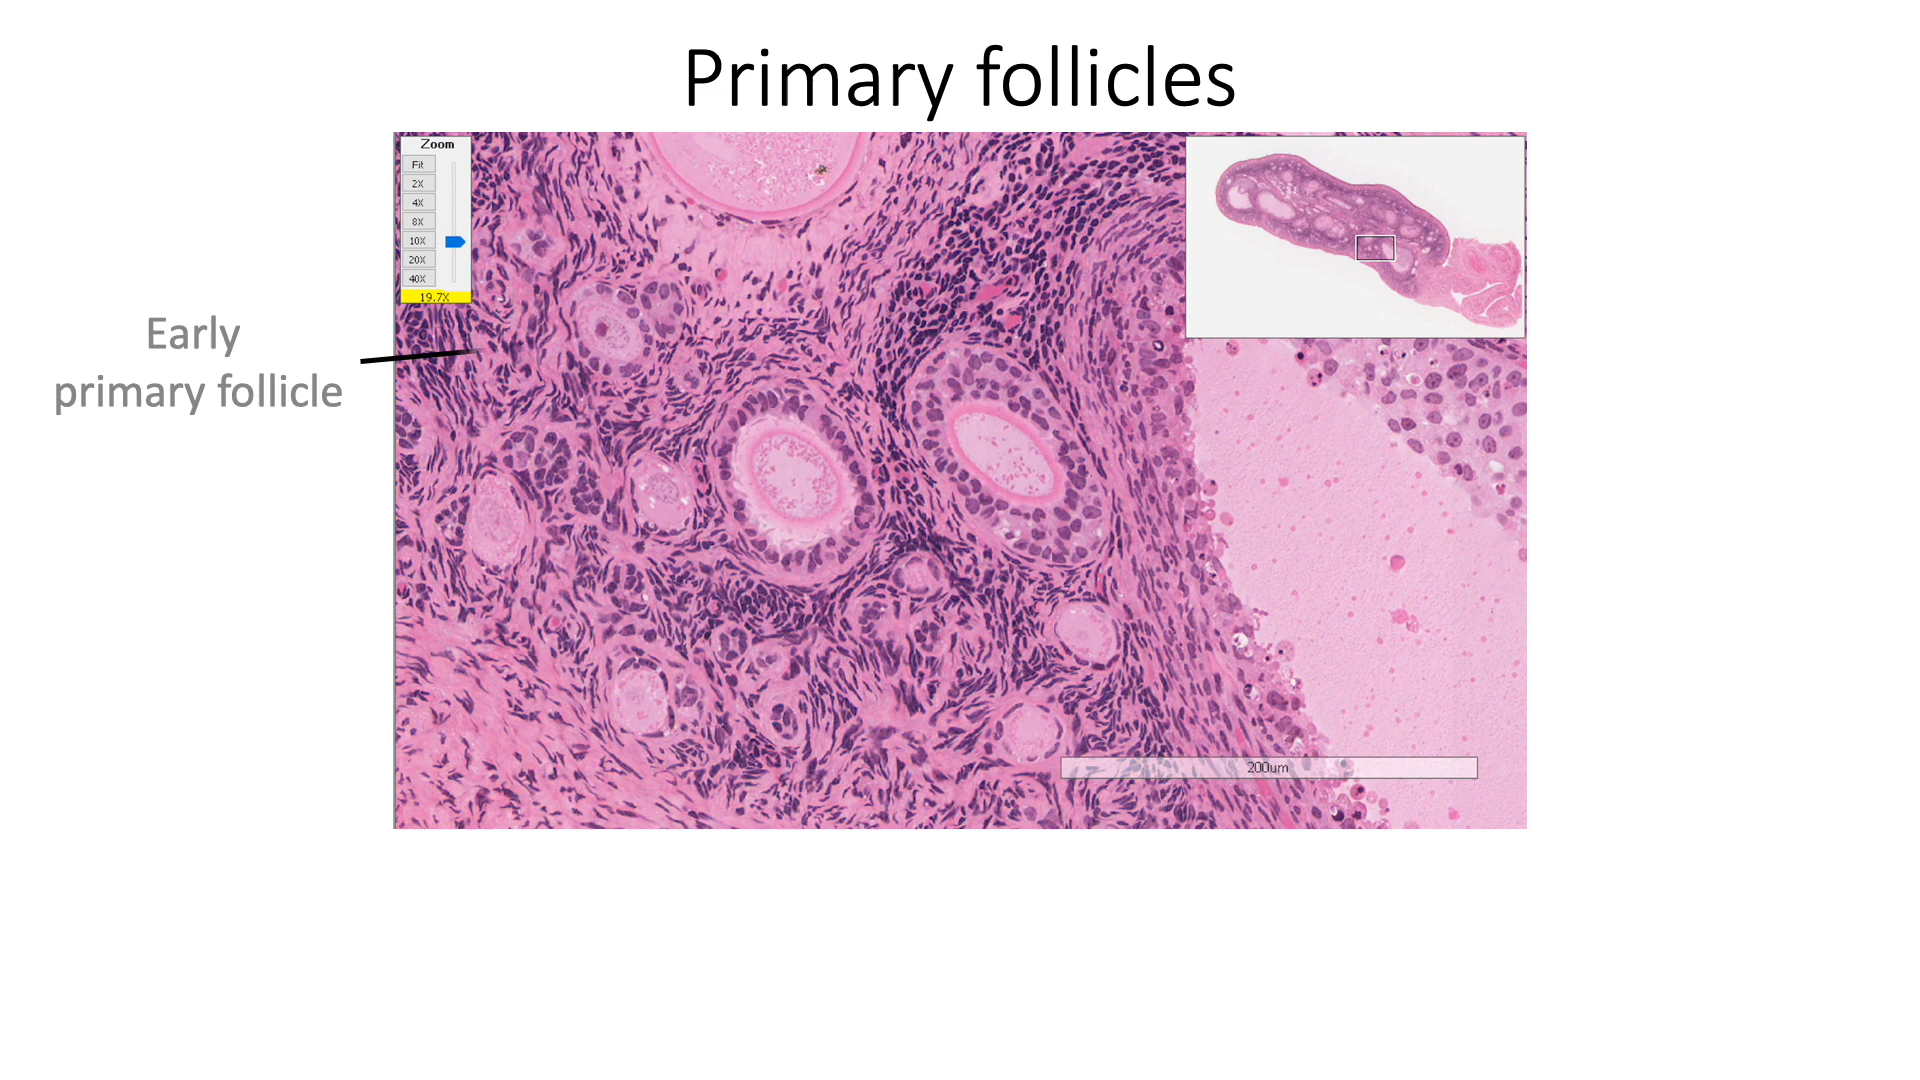 Primary follicles
Zoom
Fit
2X
4X
8X
10X
20X
40X
19.7X
Early
primary follicle
200um